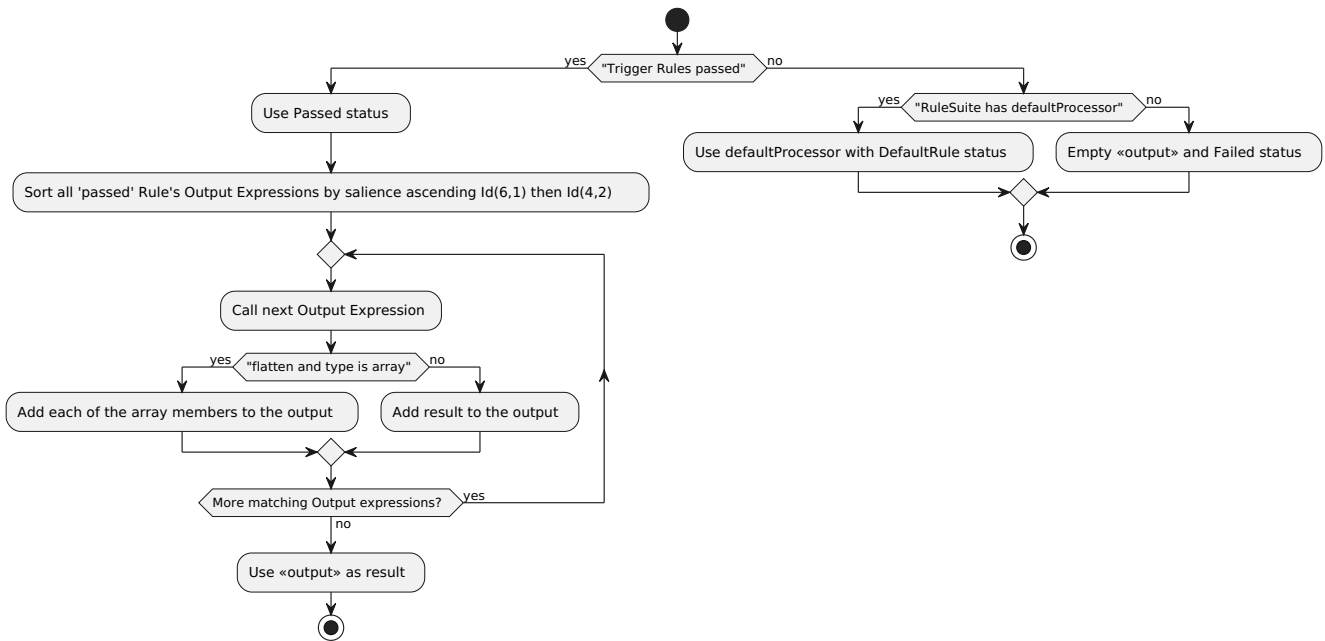 "Trigger Rules passed"
yes
no
Use Passed status
Sort all 'passed' Rule's Output Expressions by salience ascending Id(6,1) then Id(4,2)
Call next Output Expression
"flatten and type is array"
yes
no
Add each of the array members to the output
Add result to the output
More matching Output expressions?
yes
no
Use «output» as result
"RuleSuite has defaultProcessor"
yes
no
Use defaultProcessor with DefaultRule status
Empty «output» and Failed status